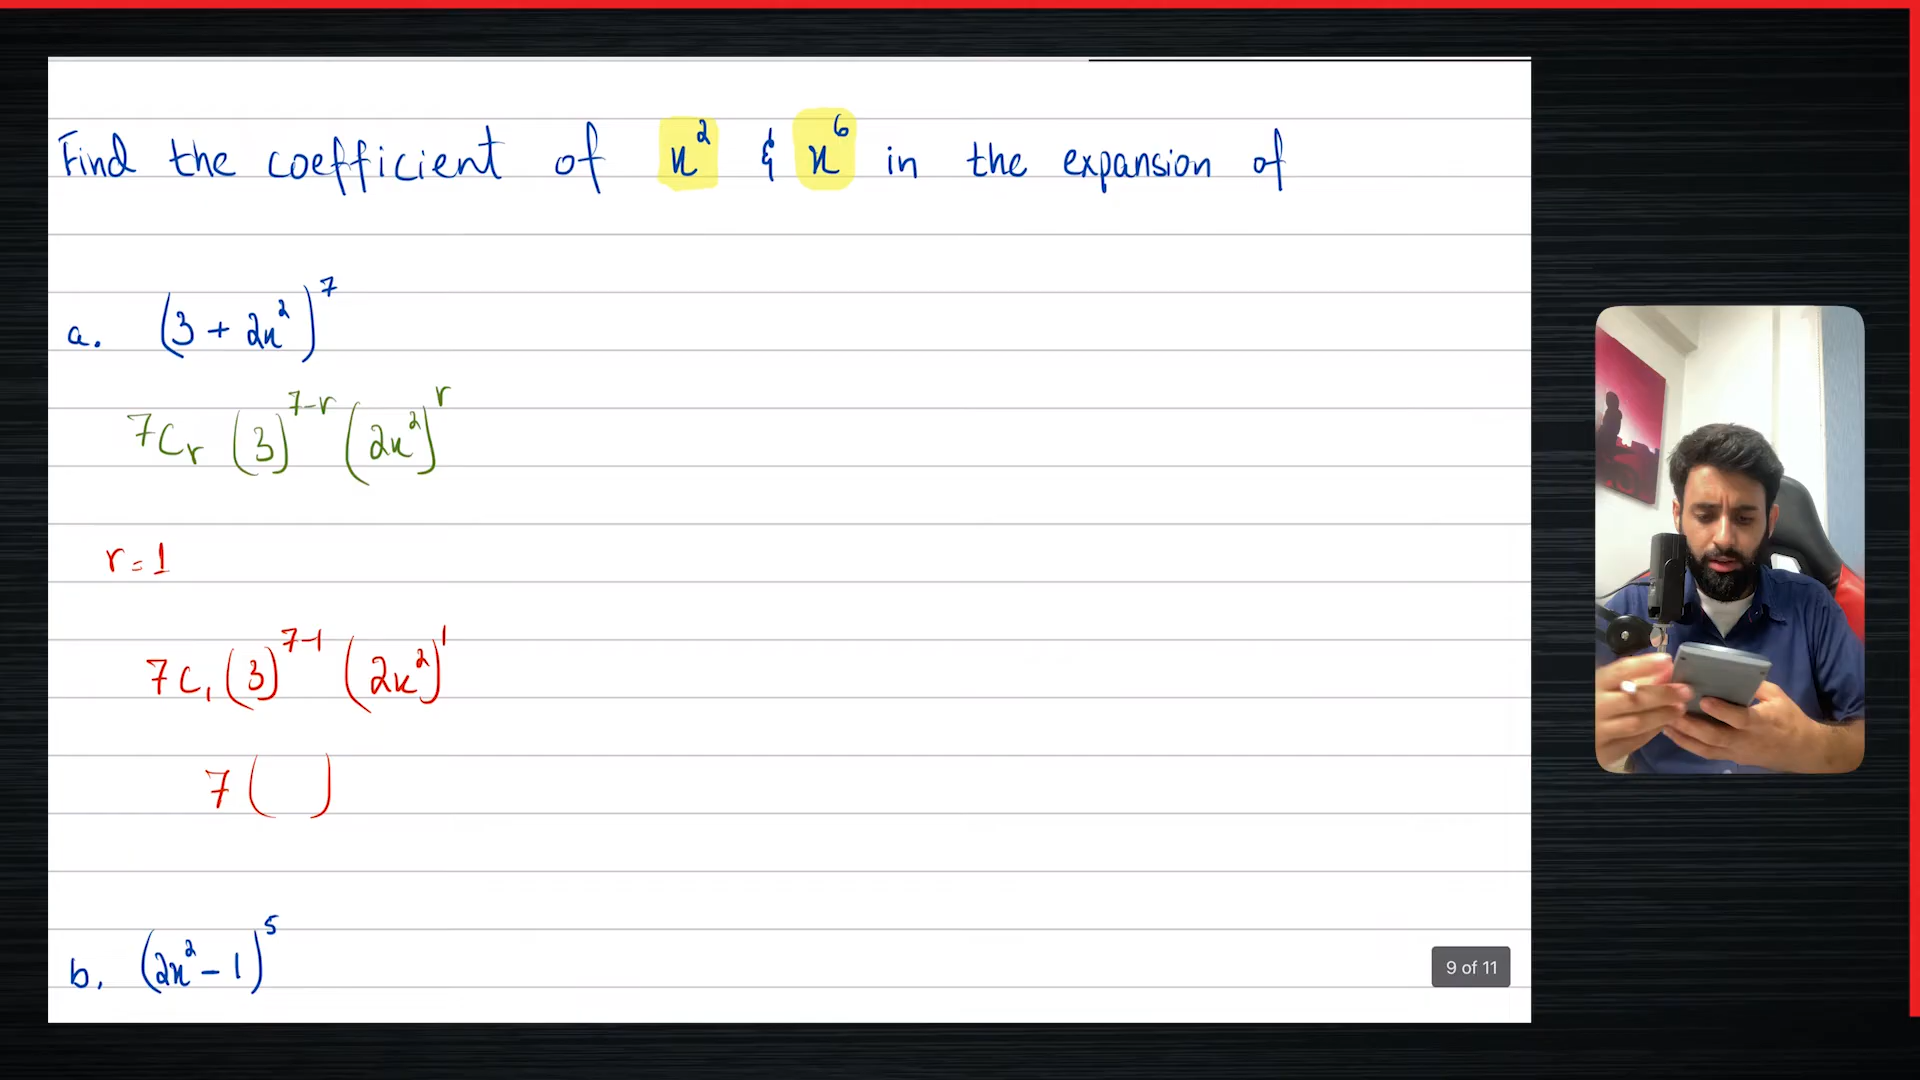 Find the coefficient of x² & x⁶ in the expansion of
a. (3 + 2x²)⁷
7Cr (3)⁷⁻ʳ (2x²)ʳ
r = 1
7C₁ (3)⁷⁻¹ (2x²)¹
7 ( )
b. (2x² - 1)⁵
9 of 11